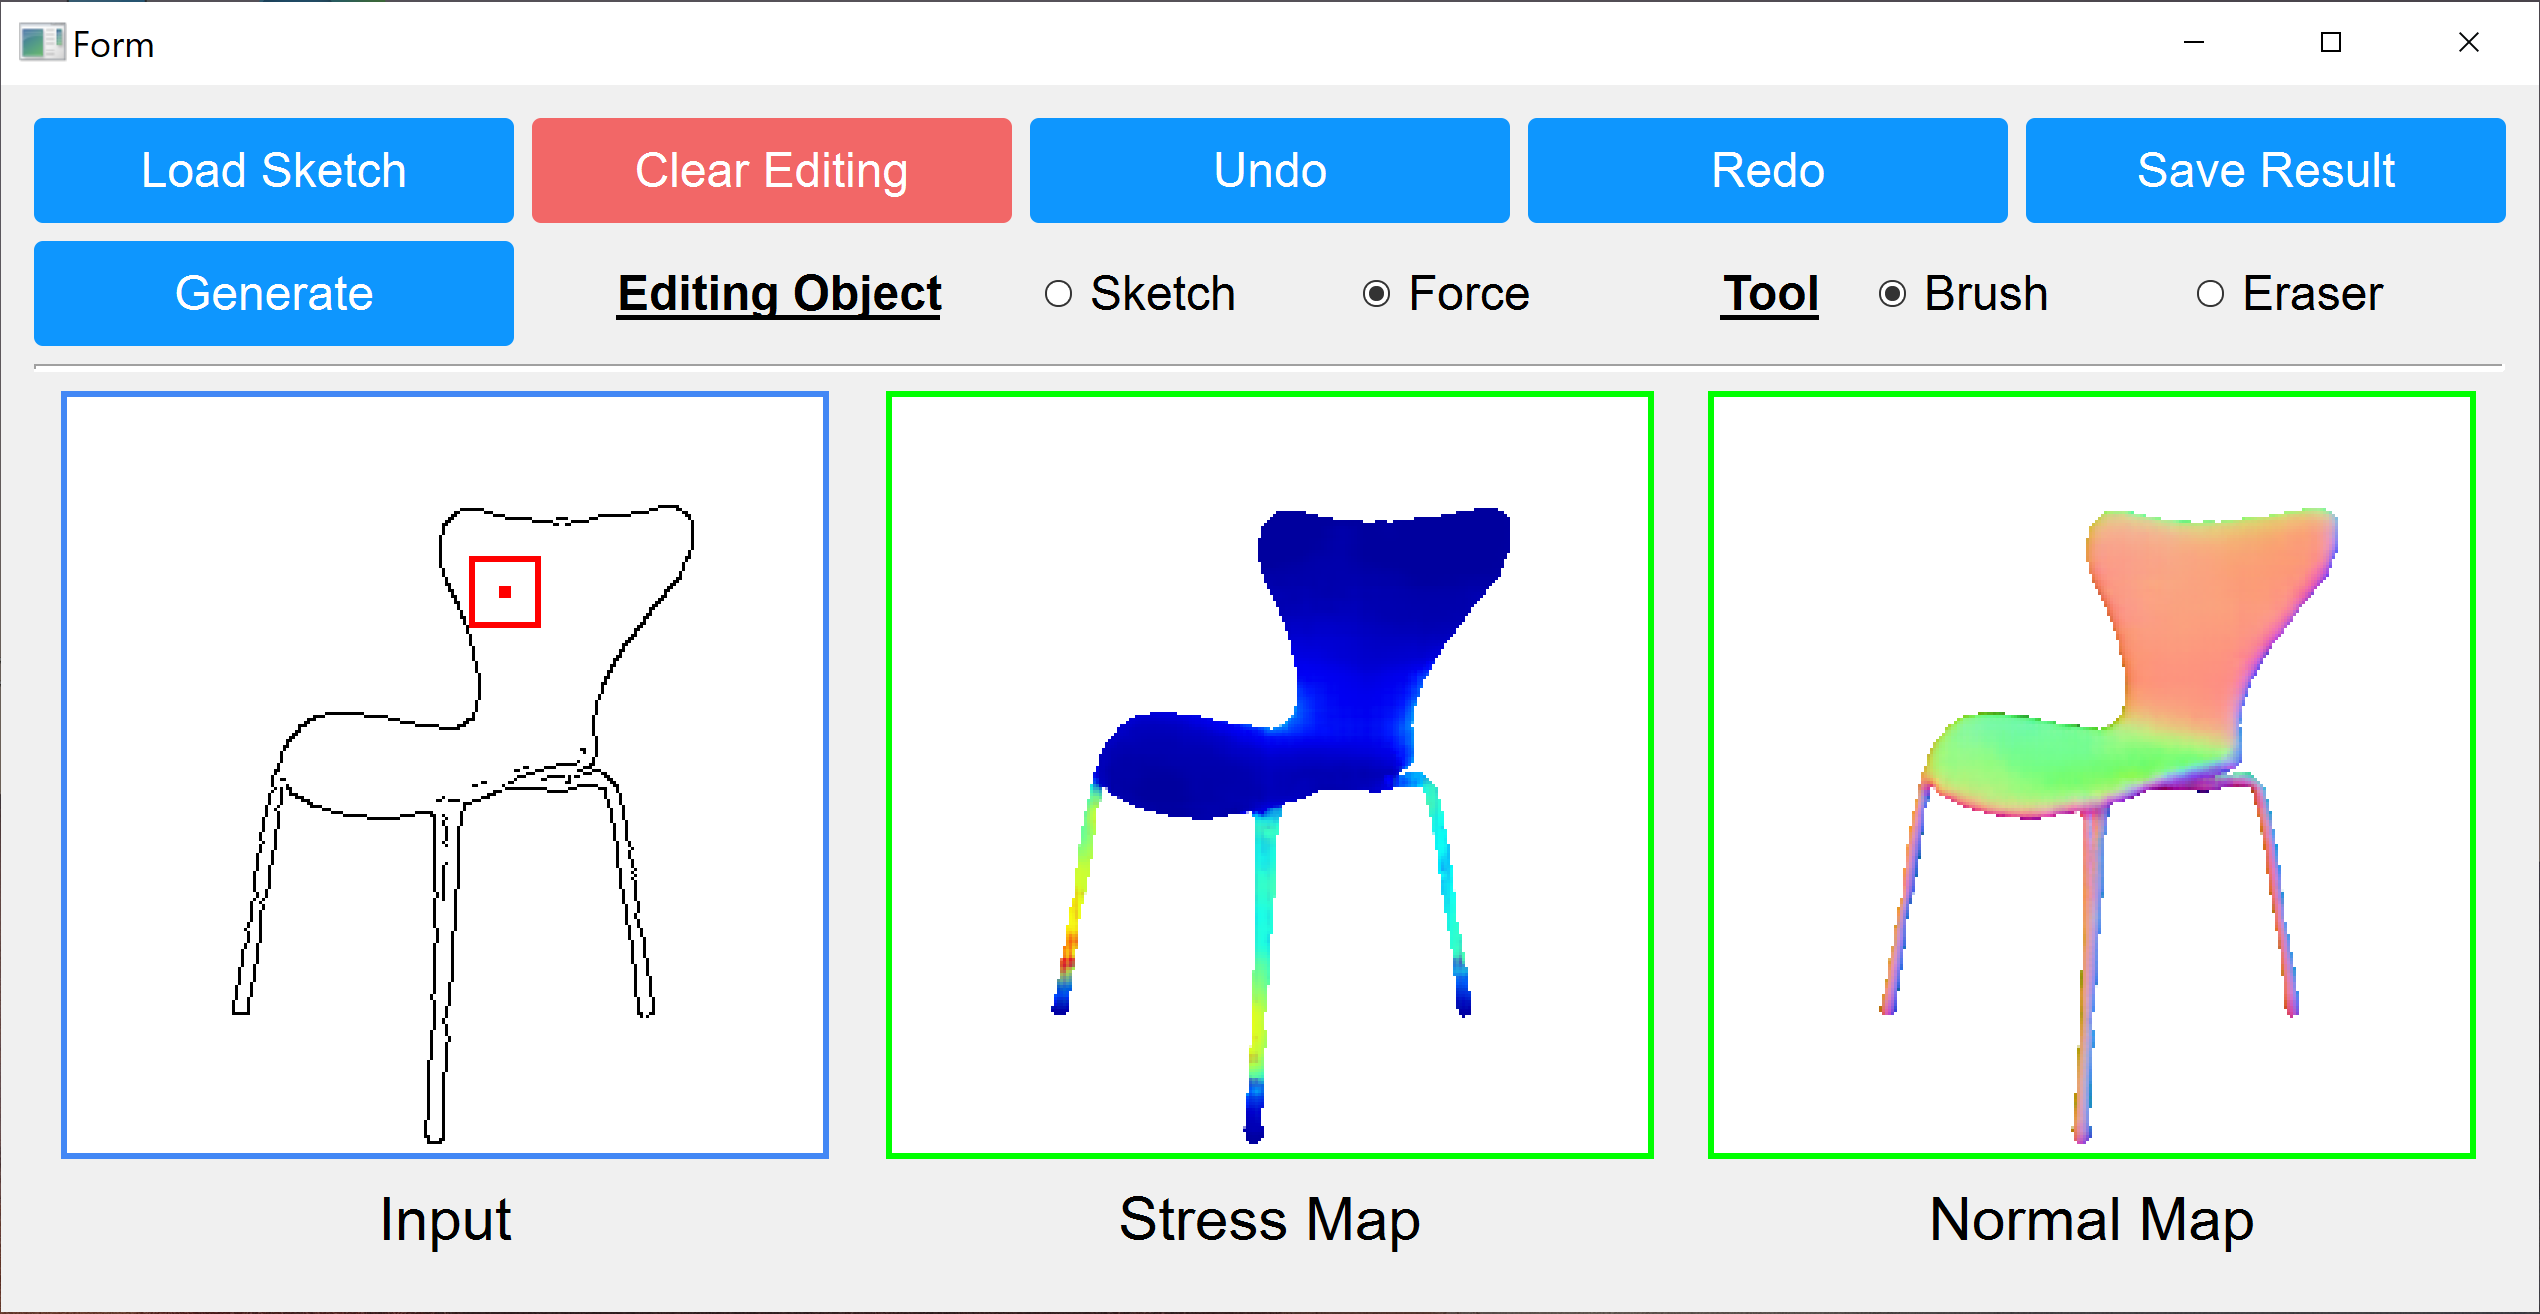 Form
Load Sketch
Clear Editing
Undo
Redo
Save Result
Generate
Editing Object
Sketch
Force
Tool
Brush
Eraser
Input
Stress Map
Normal Map